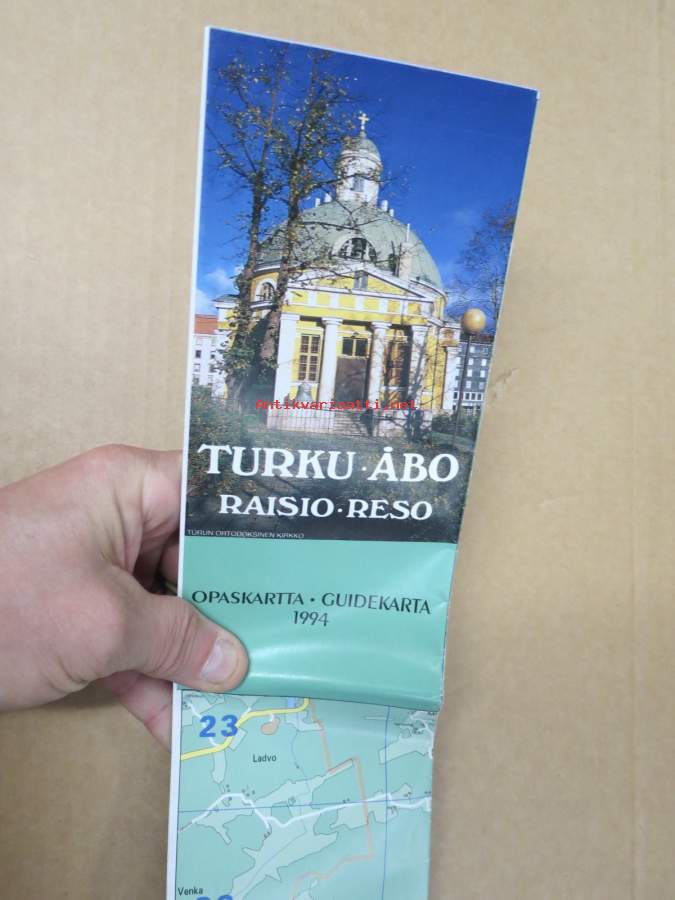 Antikvariaatti.net
TURKU · ÅBO
RAISIO · RESO
TURUN ORTODOKSINEN KIRKKO
OPASKARTTA • GUIDEKARTA
1994
23
Ladvo
Venka